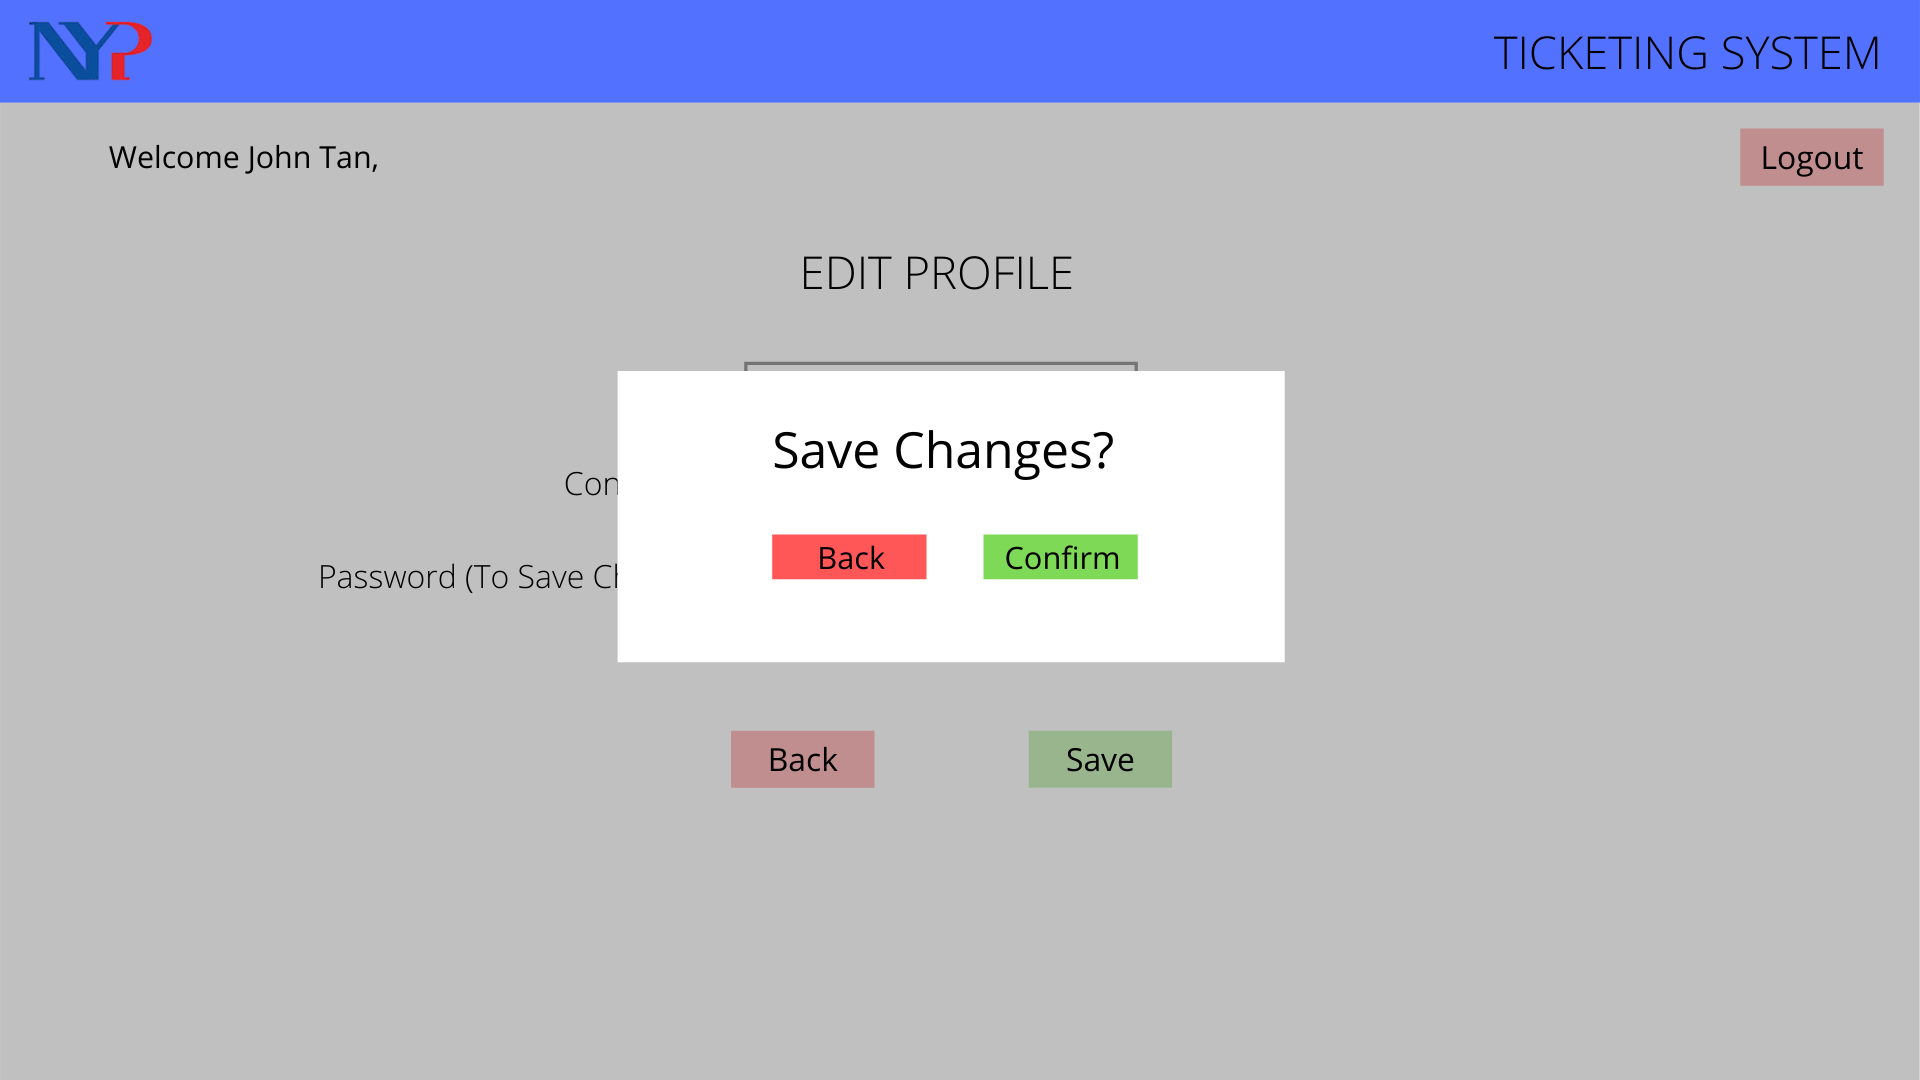 NYP
TICKETING SYSTEM
Welcome John Tan,
Logout
EDIT PROFILE
Save Changes?
Con
Back Confirm
Password (To Save Ch
Back Save